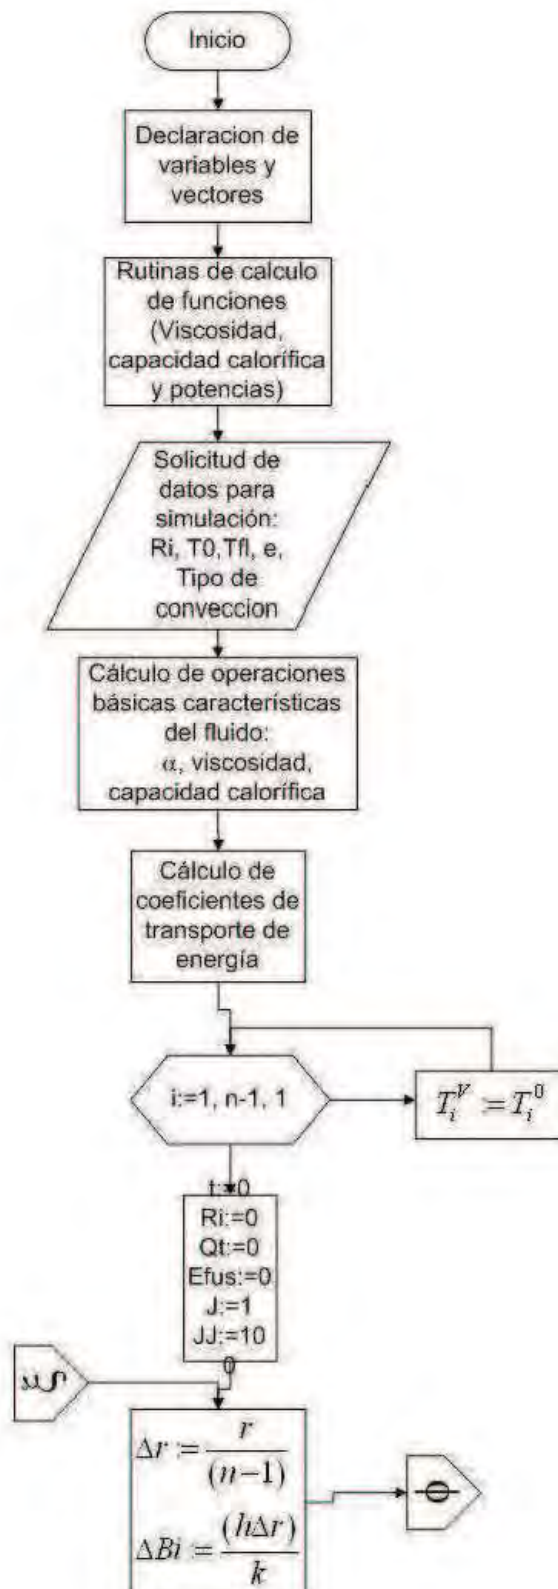 Inicio
Declaracion de
variables y
vectores
Rutinas de calculo
de funciones
(Viscosidad,
capacidad calorífica
y potencias)
Solicitud de
datos para
simulación:
Ri, T0,Tfl, e,
Tipo de
conveccion
Cálculo de operaciones
básicas características
del fluido:
α, viscosidad,
capacidad calorífica
Cálculo de
coeficientes de
transporte de
energía
i:=1, n-1, 1
T_i^V := T_i^0
t:=0
Ri:=0
Qt:=0
Efus:=0
J:=1
JJ:=10
0
Δr := r/(n-1)
ΔBi := (hΔr)/k
ϕ